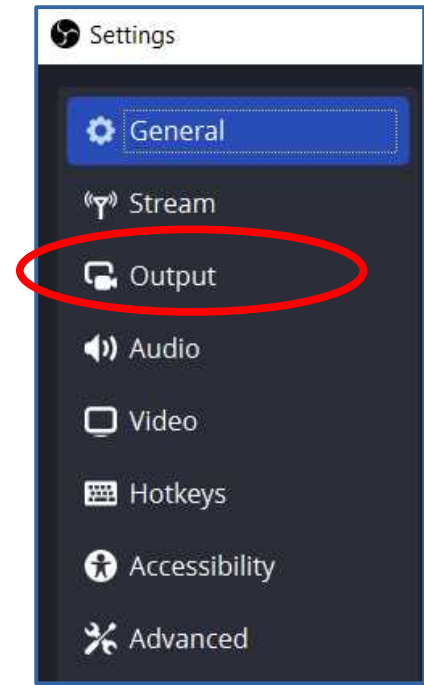 Settings
General
Stream
Output
Audio
Video
Hotkeys
Accessibility
Advanced